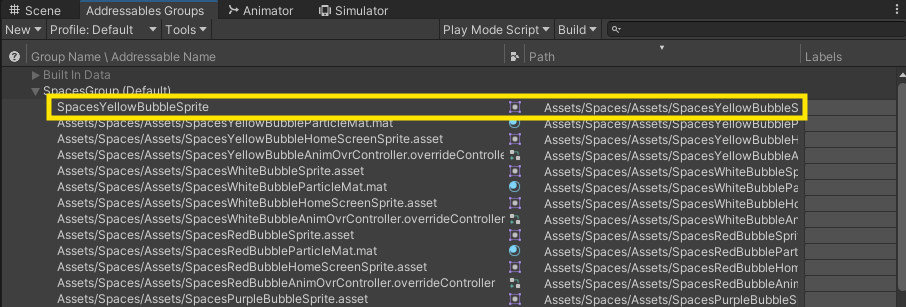 Scene Addressables Groups Animator Simulator
New Profile: Default Tools Play Mode Script Build
Group Name \ Addressable Name Path Labels
Built In Data
SpacesGroup (Default)
SpacesYellowBubbleSprite Assets/Spaces/Assets/SpacesYellowBubbleS
Assets/Spaces/Assets/SpacesYellowBubbleParticleMat.mat Assets/Spaces/Assets/SpacesYellowBubbleP
Assets/Spaces/Assets/SpacesYellowBubbleHomeScreenSprite.asset Assets/Spaces/Assets/SpacesYellowBubbleH
Assets/Spaces/Assets/SpacesYellowBubbleAnimOvrController.overrideControlle Assets/Spaces/Assets/SpacesYellowBubbleA
Assets/Spaces/Assets/SpacesWhiteBubbleSprite.asset Assets/Spaces/Assets/SpacesWhiteBubbleSp
Assets/Spaces/Assets/SpacesWhiteBubbleParticleMat.mat Assets/Spaces/Assets/SpacesWhiteBubblePa
Assets/Spaces/Assets/SpacesWhiteBubbleHomeScreenSprite.asset Assets/Spaces/Assets/SpacesWhiteBubbleHo
Assets/Spaces/Assets/SpacesWhiteBubbleAnimOvrController.overrideController Assets/Spaces/Assets/SpacesWhiteBubbleAn
Assets/Spaces/Assets/SpacesRedBubbleSprite.asset Assets/Spaces/Assets/SpacesRedBubbleSprit
Assets/Spaces/Assets/SpacesRedBubbleParticleMat.mat Assets/Spaces/Assets/SpacesRedBubblePart
Assets/Spaces/Assets/SpacesRedBubbleHomeScreenSprite.asset Assets/Spaces/Assets/SpacesRedBubbleHom
Assets/Spaces/Assets/SpacesRedBubbleAnimOvrController.overrideController Assets/Spaces/Assets/SpacesRedBubbleAnim
Assets/Spaces/Assets/SpacesPurpleBubbleSprite.asset Assets/Spaces/Assets/SpacesPurpleBubbleS